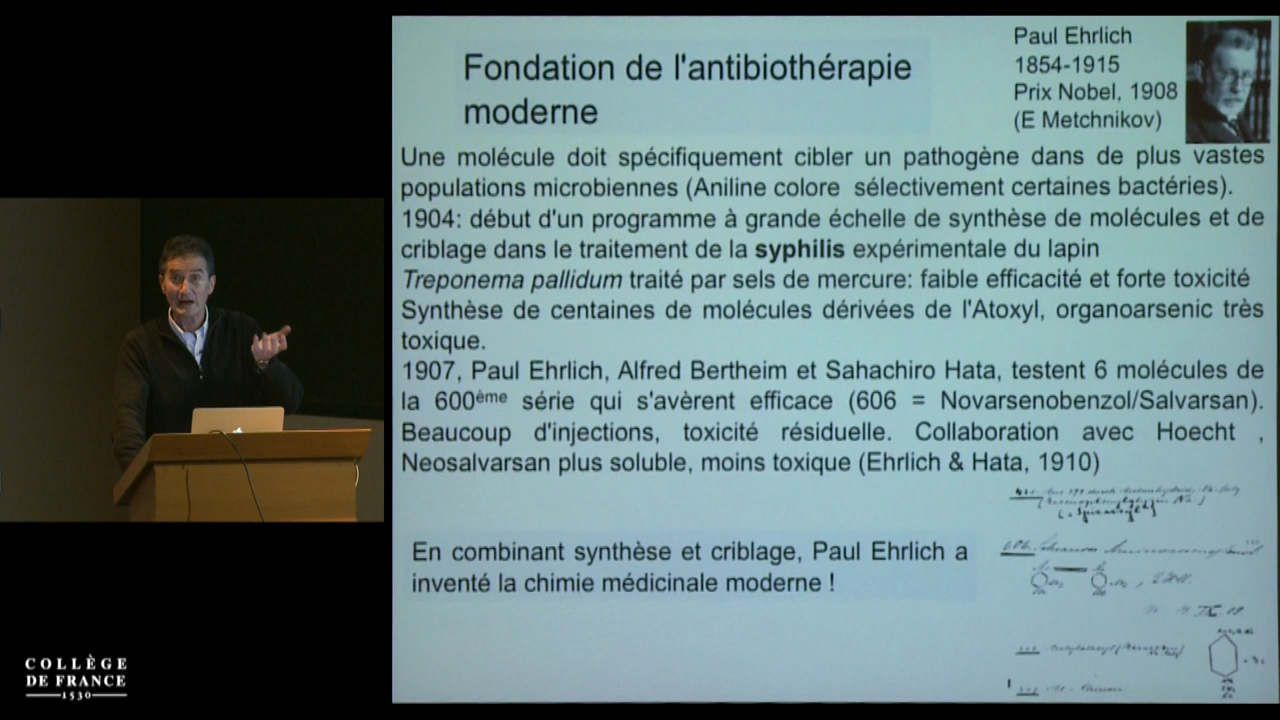 Fondation de l'antibiothérapie
moderne
Paul Ehrlich
1854-1915
Prix Nobel, 1908
(E Metchnikov)
Une molécule doit spécifiquement cibler un pathogène dans de plus vastes
populations microbiennes (Aniline colore sélectivement certaines bactéries).
1904: début d'un programme à grande échelle de synthèse de molécules et de
criblage dans le traitement de la syphilis expérimentale du lapin
Treponema pallidum traité par sels de mercure: faible efficacité et forte toxicité
Synthèse de centaines de molécules dérivées de l'Atoxyl, organoarsenic très
toxique.
1907, Paul Ehrlich, Alfred Bertheim et Sahachiro Hata, testent 6 molécules de
la 600ème série qui s'avèrent efficace (606 = Novarsenobenzol/Salvarsan).
Beaucoup d'injections, toxicité résiduelle. Collaboration avec Hoecht ,
Neosalvarsan plus soluble, moins toxique (Ehrlich & Hata, 1910)
En combinant synthèse et criblage, Paul Ehrlich a
inventé la chimie médicinale moderne !
606.
COLLÈGE
DE FRANCE
1530